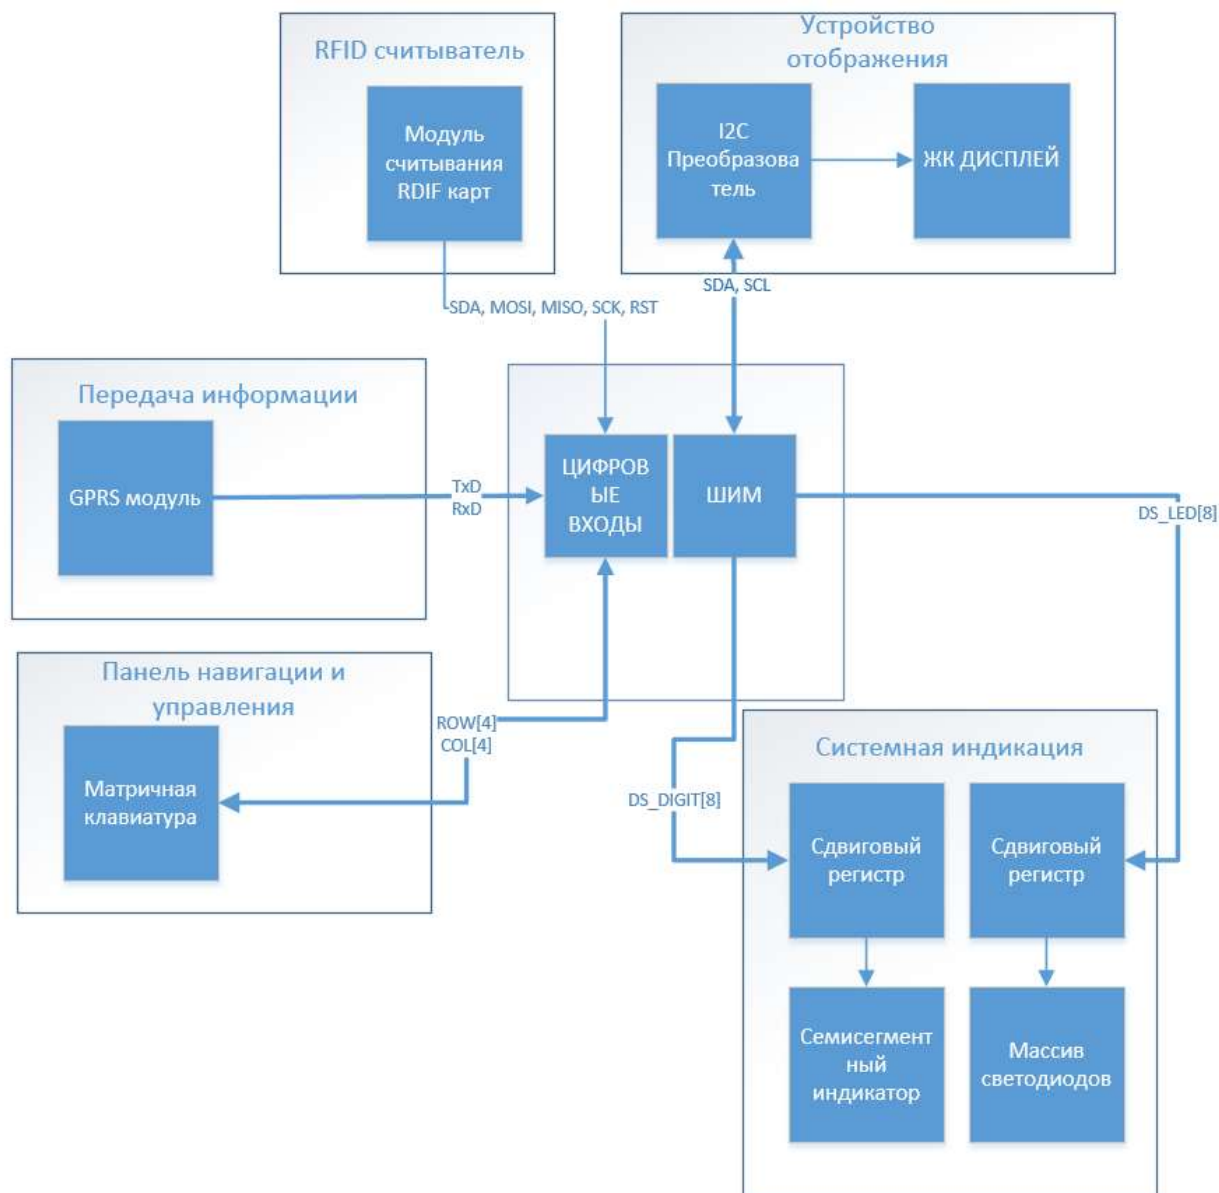 RFID считыватель
Модуль
считывания
RDIF карт
Устройство
отображения
I2C
Преобразова
тель
ЖК ДИСПЛЕЙ
SDA, MOSI, MISO, SCK, RST
SDA, SCL
Передача информации
GPRS модуль
TxD
RxD
ЦИФРОВ
ЫЕ
ВХОДЫ
ШИМ
DS_LED[8]
Панель навигации и
управления
Матричная
клавиатура
ROW[4]
COL[4]
DS_DIGIT[8]
Системная индикация
Сдвиговый
регистр
Сдвиговый
регистр
Семисегмент
ный
индикатор
Массив
светодиодов